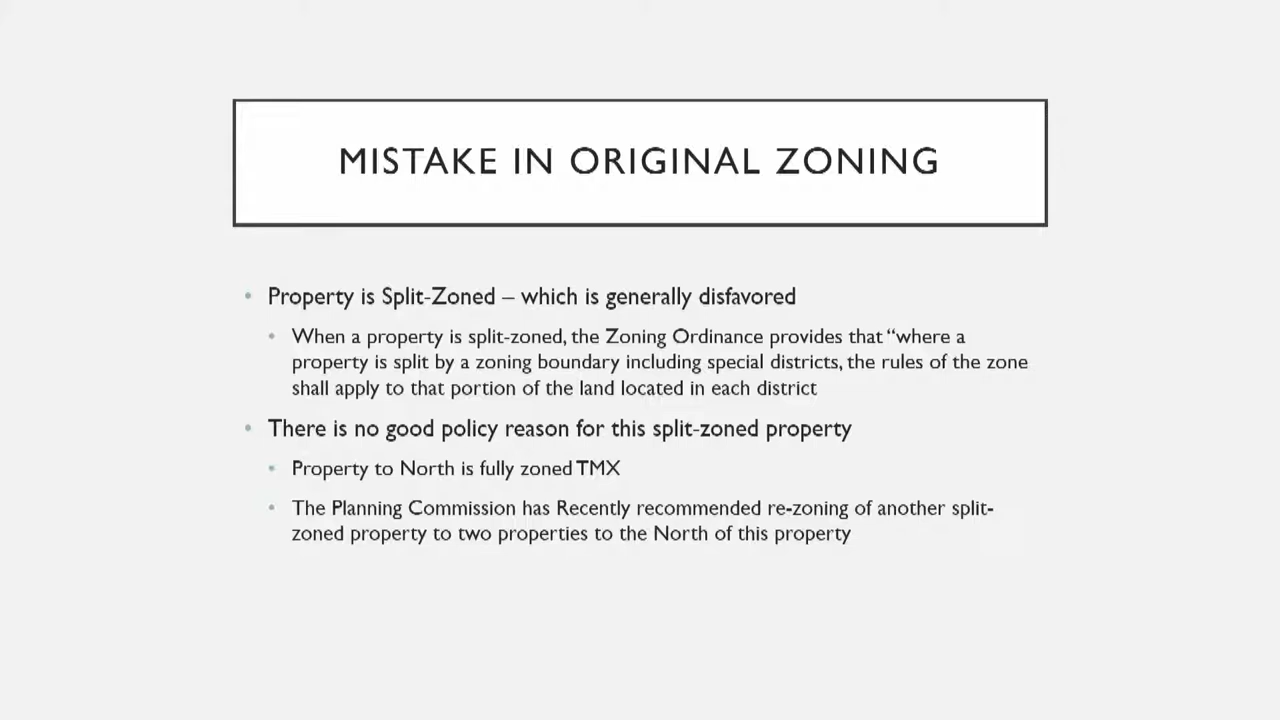 MISTAKE IN ORIGINAL ZONING
• Property is Split-Zoned – which is generally disfavored
• When a property is split-zoned, the Zoning Ordinance provides that “where a
property is split by a zoning boundary including special districts, the rules of the zone
shall apply to that portion of the land located in each district
• There is no good policy reason for this split-zoned property
• Property to North is fully zoned TMX
• The Planning Commission has Recently recommended re-zoning of another split-
zoned property to two properties to the North of this property